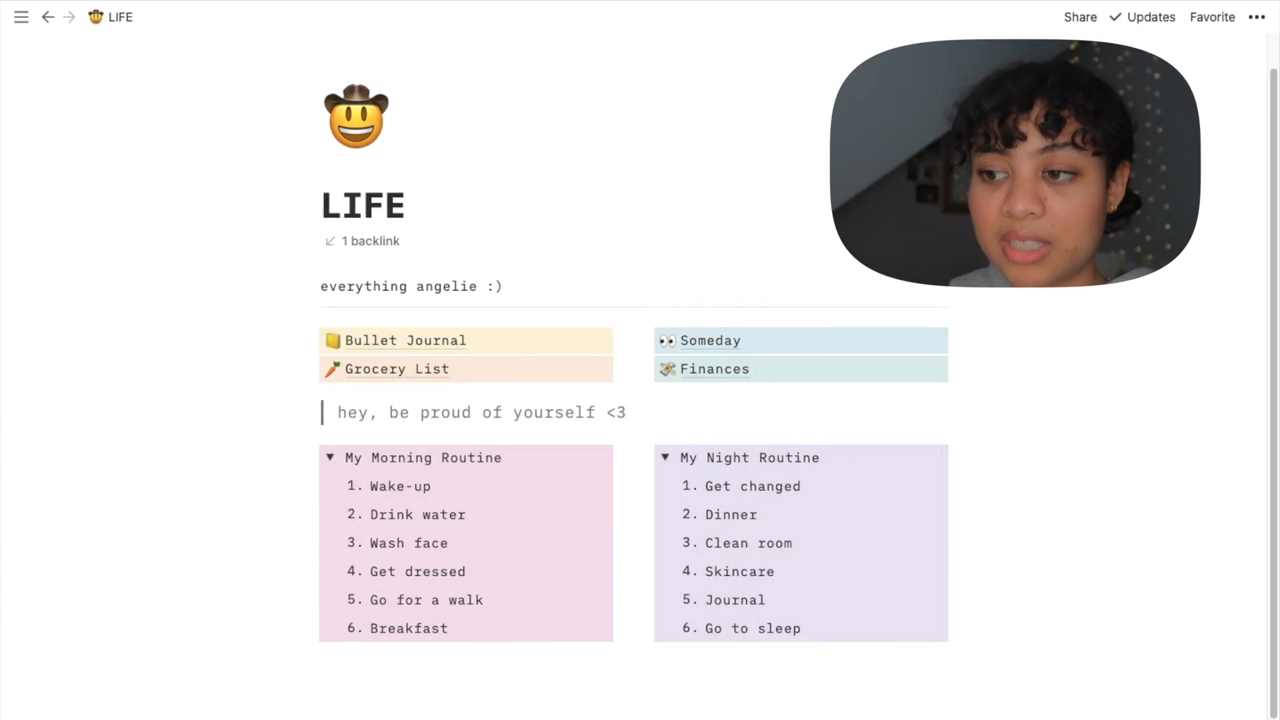 LIFE
Share
Updates
Favorite
LIFE
1 backlink
everything angelie :)
Bullet Journal
Someday
Grocery List
Finances
hey, be proud of yourself <3
My Morning Routine
1. Wake-up
2. Drink water
3. Wash face
4. Get dressed
5. Go for a walk
6. Breakfast
My Night Routine
1. Get changed
2. Dinner
3. Clean room
4. Skincare
5. Journal
6. Go to sleep